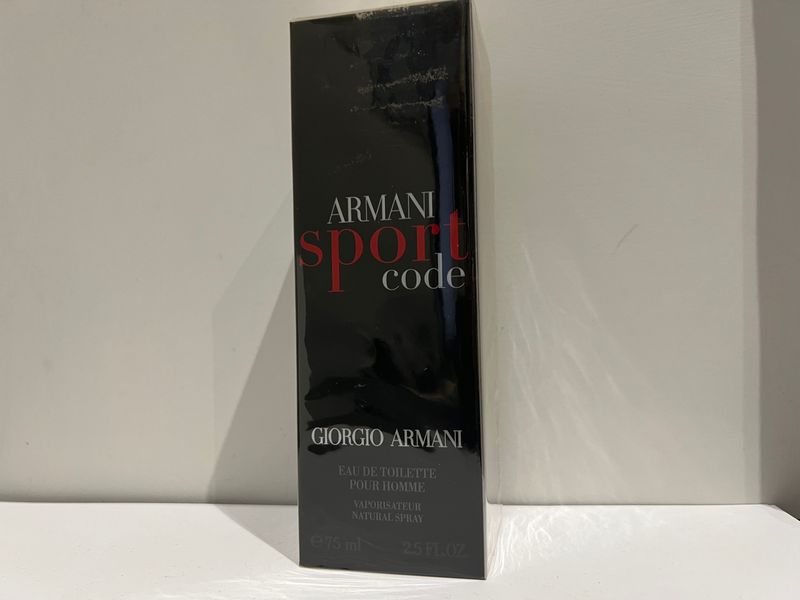 ARMANI
sport
code
GIORGIO ARMANI
EAU DE TOILETTE
POUR HOMME
VAPORISATEUR
NATURAL SPRAY
℮75 ml 2.5 FL.OZ.